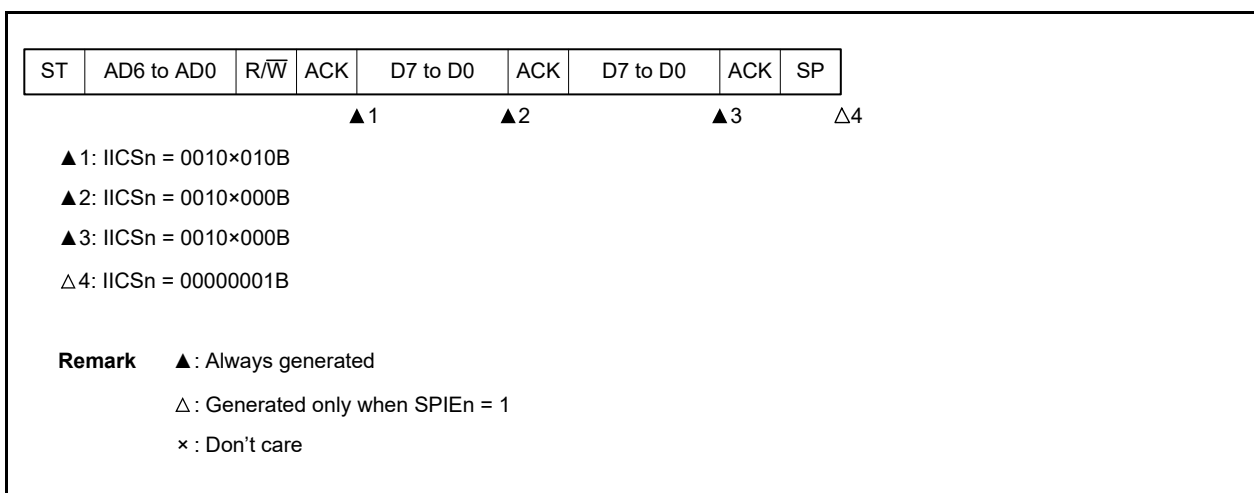 ST AD6 to AD0 R/W̅ ACK D7 to D0 ACK D7 to D0 ACK SP
▲1 ▲2 ▲3 △4
▲1: IICSn = 0010×010B
▲2: IICSn = 0010×000B
▲3: IICSn = 0010×000B
△4: IICSn = 00000001B
Remark ▲: Always generated
△: Generated only when SPIEn = 1
×: Don’t care